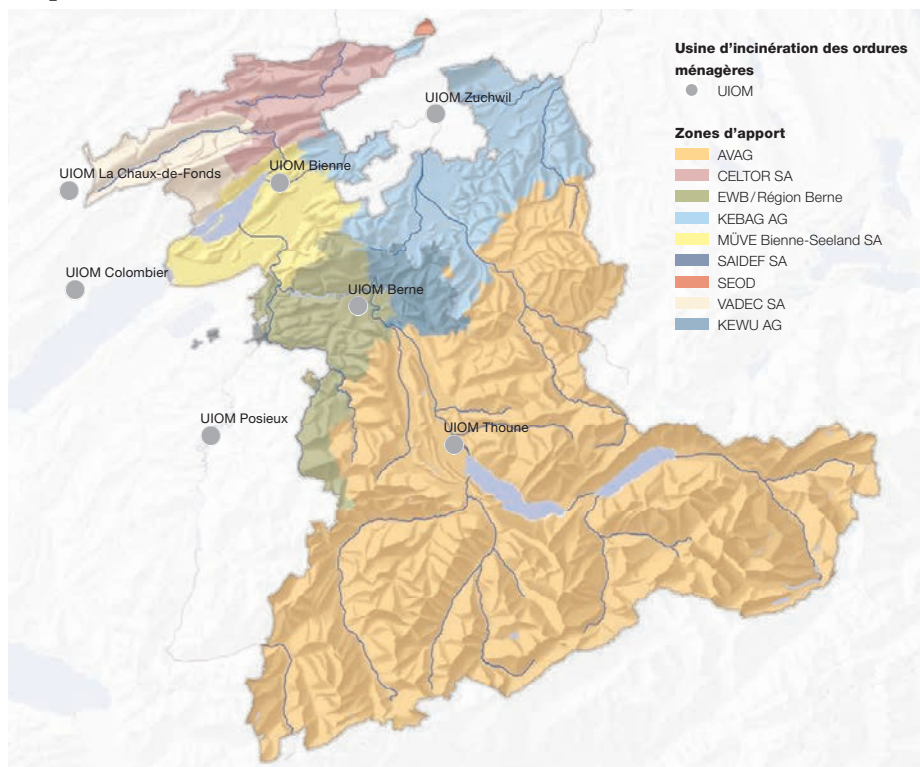 Usine d'incinération des ordures
ménagères
UIOM
Zones d'apport
AVAG
CELTOR SA
EWB/Région Berne
KEBAG AG
MÜVE Bienne-Seeland SA
SAIDEF SA
SEOD
VADEC SA
KEWU AG
UIOM Zuchwil
UIOM Bienne
UIOM La Chaux-de-Fonds
UIOM Colombier
UIOM Berne
UIOM Posieux
UIOM Thoune